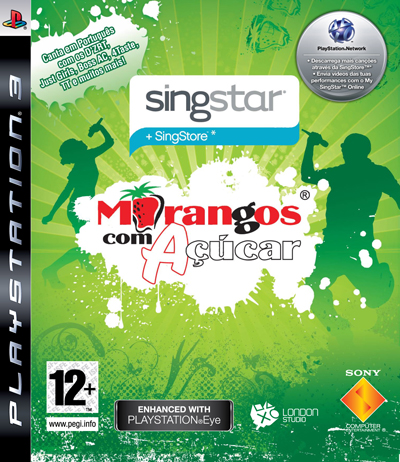 PLAYSTATION 3
Canta em Português
com os D'ZRT,
Just Girls, Boss AC, 4Taste,
TT e muitos mais!
PlayStation®Network
• Descarrega mais canções
através da SingStore™
• Envia vídeos das tuas
performances com o My
SingStar™ Online
singstar®
+ SingStore™*
Morangos®
com Açúcar
12+
™
www.pegi.info
ENHANCED WITH
PLAYSTATION®Eye
LONDON
STUDIO
SONY
COMPUTER
ENTERTAINMENT®